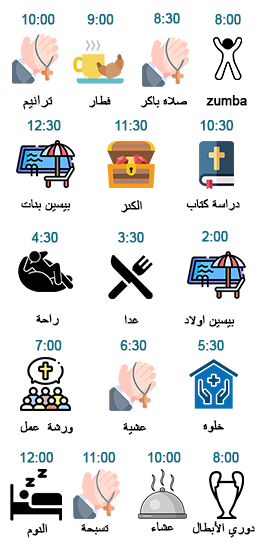 8:00 8:30 9:00 10:00
zumba صلاه باكر فطار ترانيم
10:30 11:30 12:30
دراسة كتاب الكنز بيسين بنات
2:00 3:30 4:30
بيسين اولاد غدا راحة
5:30 6:30 7:00
خلوه عشية ورشة عمل
8:00 10:00 11:00 12:00
دوري الأبطال عشاء تسبحة النوم